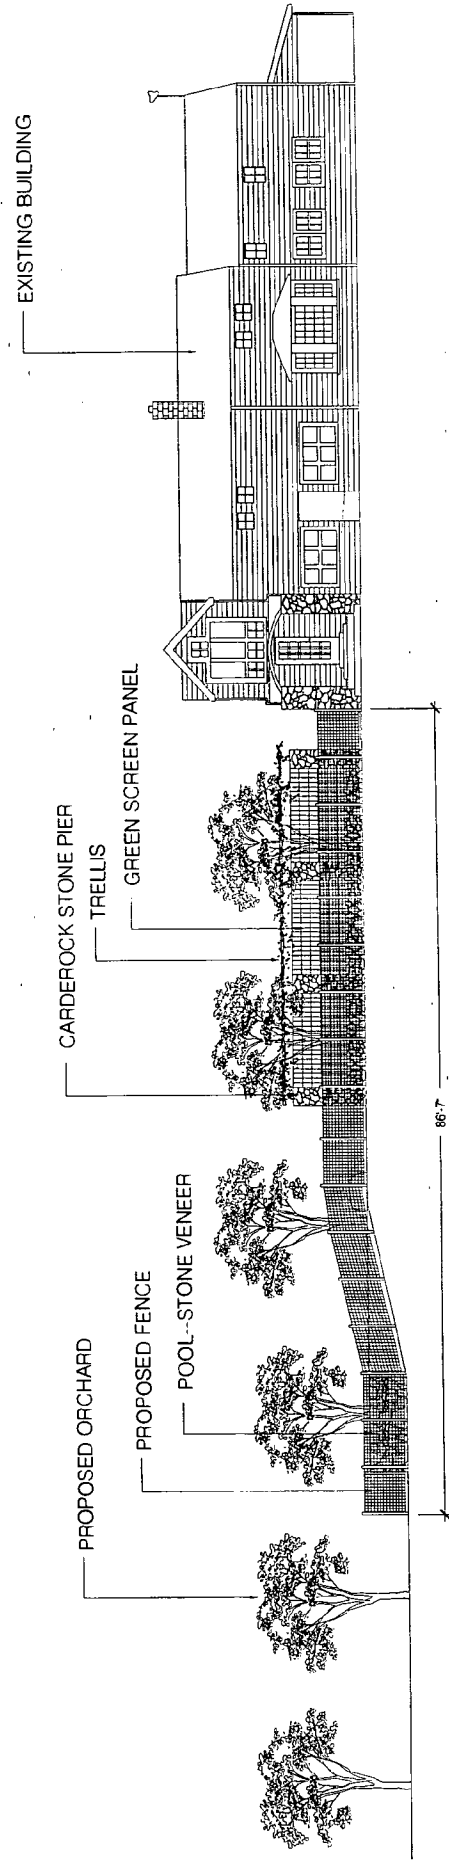 PROPOSED ORCHARD
PROPOSED FENCE
POOL--STONE VENEER
CARDEROCK STONE PIER
TRELLIS
GREEN SCREEN PANEL
EXISTING BUILDING
86'-7"